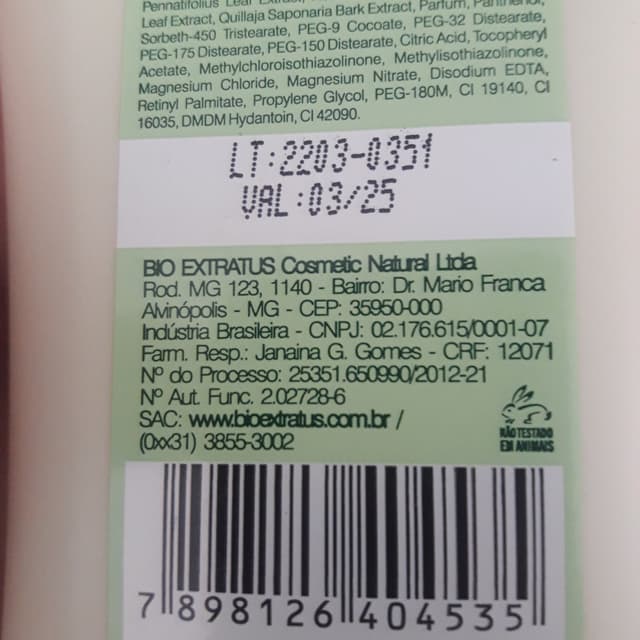 Pennatifolius Leaf Extract,
Leaf Extract, Quillaja Saponaria Bark Extract, Parfum, Panthenol,
Sorbeth-450 Tristearate, PEG-9 Cocoate, PEG-32 Distearate,
PEG-175 Distearate, PEG-150 Distearate, Citric Acid, Tocopheryl
Acetate, Methylchloroisothiazolinone, Methylisothiazolinone,
Magnesium Chloride, Magnesium Nitrate, Disodium EDTA,
Retinyl Palmitate, Propylene Glycol, PEG-180M, CI 19140, CI
16035, DMDM Hydantoin, CI 42090.
LT:2203-0351
VAL:03/25
BIO EXTRATUS Cosmetic Natural Ltda
Rod. MG 123, 1140 - Bairro: Dr. Mario Franca
Alvinópolis - MG - CEP: 35950-000
Indústria Brasileira - CNPJ: 02.176.615/0001-07
Farm. Resp.: Janaina G. Gomes - CRF: 12071
Nº do Processo: 25351.650990/2012-21
Nº Aut. Func. 2.02728-6
SAC: www.bioextratus.com.br /
(0xx31) 3855-3002
NÃO TESTADO
EM ANIMAIS
7 898126 404535